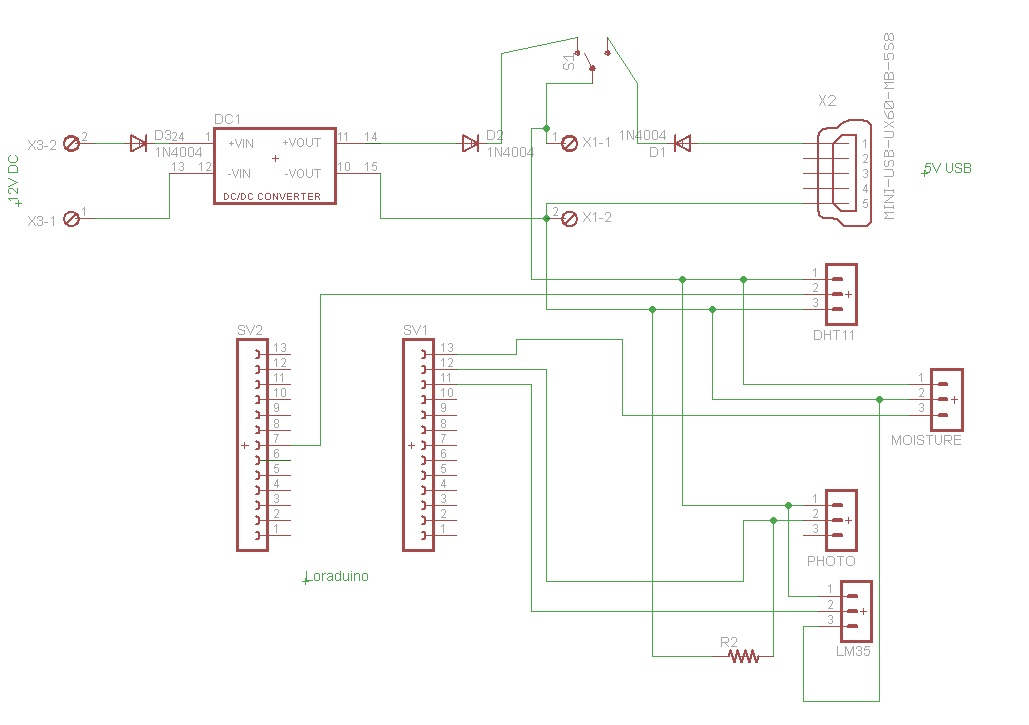 S1
X2
MINI-USB-UX60-MB-5S8
5V USB
12V DC
X3-2
2
D3
1N4004
24
1
DC1
+VIN
+VOUT
-VIN
-VOUT
DC/DC CONVERTER
11
14
13
12
10
15
D2
1N4004
1
X1-1
1N4004
D1
1
2
3
4
5
X3-1
1
2
X1-2
1
2
3
DHT11
SV2
13
12
11
10
9
8
7
6
5
4
3
2
1
SV1
13
12
11
10
9
8
7
6
5
4
3
2
1
1
2
3
MOISTURE
1
2
3
PHOTO
Loraduino
1
2
3
LM35
R2